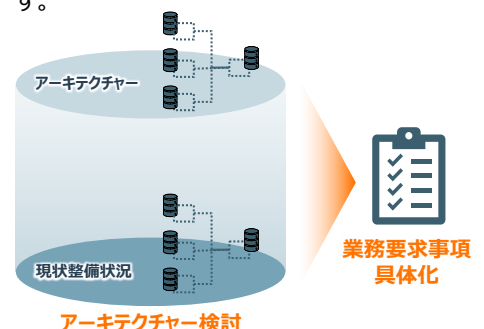 す。
アーキテクチャー
現状整備状況
アーキテクチャー検討
業務要求事項
具体化